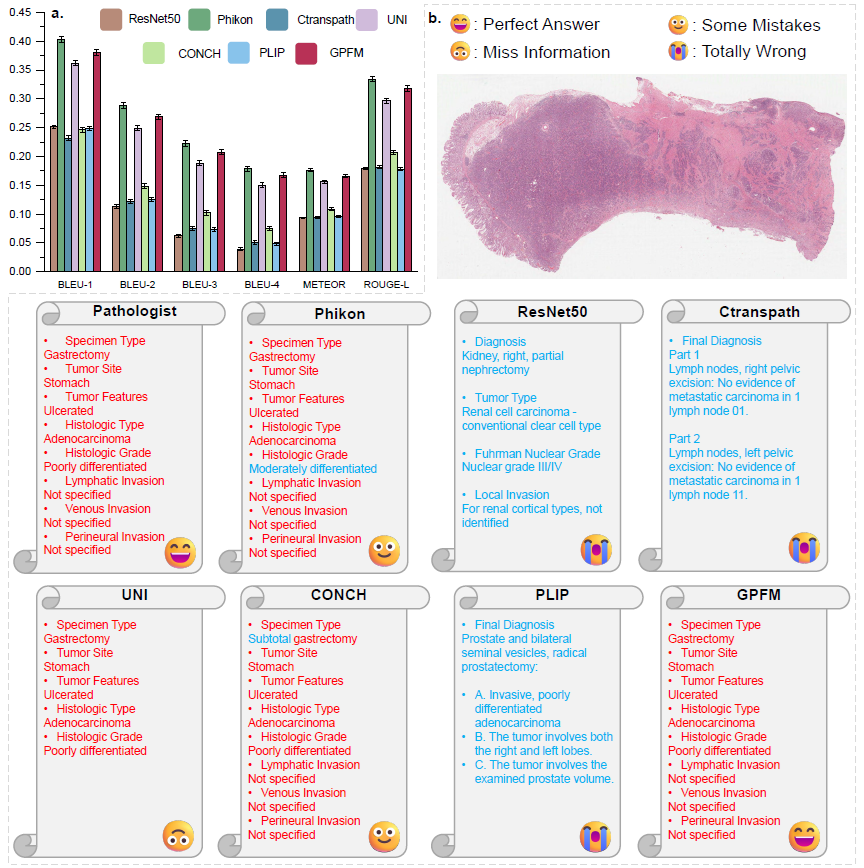 a.
ResNet50
Phikon
Ctranspath
UNI
CONCH
PLIP
GPFM
0.45
0.40
0.35
0.30
0.25
0.20
0.15
0.10
0.05
0.00
BLEU-1
BLEU-2
BLEU-3
BLEU-4
METEOR
ROUGE-L
b.
: Perfect Answer
: Some Mistakes
: Miss Information
: Totally Wrong
Pathologist
• Specimen Type
Gastrectomy
• Tumor Site
Stomach
• Tumor Features
Ulcerated
• Histologic Type
Adenocarcinoma
• Histologic Grade
Poorly differentiated
• Lymphatic Invasion
Not specified
• Venous Invasion
Not specified
• Perineural Invasion
Not specified
Phikon
• Specimen Type
Gastrectomy
• Tumor Site
Stomach
• Tumor Features
Ulcerated
• Histologic Type
Adenocarcinoma
• Histologic Grade
Moderately differentiated
• Lymphatic Invasion
Not specified
• Venous Invasion
Not specified
• Perineural Invasion
Not specified
ResNet50
• Diagnosis
Kidney, right, partial
nephrectomy
• Tumor Type
Renal cell carcinoma -
conventional clear cell type
• Fuhrman Nuclear Grade
Nuclear grade III/IV
• Local Invasion
For renal cortical types, not
identified
Ctranspath
• Final Diagnosis
Part 1
Lymph nodes, right pelvic
excision: No evidence of
metastatic carcinoma in 1
lymph node 01.
Part 2
Lymph nodes, left pelvic
excision: No evidence of
metastatic carcinoma in 1
lymph node 11.
UNI
• Specimen Type
Gastrectomy
• Tumor Site
Stomach
• Tumor Features
Ulcerated
• Histologic Type
Adenocarcinoma
• Histologic Grade
Poorly differentiated
CONCH
• Specimen Type
Subtotal gastrectomy
• Tumor Site
Stomach
• Tumor Features
Ulcerated
• Histologic Type
Adenocarcinoma
• Histologic Grade
Poorly differentiated
• Lymphatic Invasion
Not specified
• Venous Invasion
Not specified
• Perineural Invasion
Not specified
PLIP
• Final Diagnosis
Prostate and bilateral
seminal vesicles, radical
prostatectomy:
• A. Invasive, poorly
differentiated
adenocarcinoma
• B. The tumor involves both
the right and left lobes.
• C. The tumor involves the
examined prostate volume.
GPFM
• Specimen Type
Gastrectomy
• Tumor Site
Stomach
• Tumor Features
Ulcerated
• Histologic Type
Adenocarcinoma
• Histologic Grade
Poorly differentiated
• Lymphatic Invasion
Not specified
• Venous Invasion
Not specified
• Perineural Invasion
Not specified